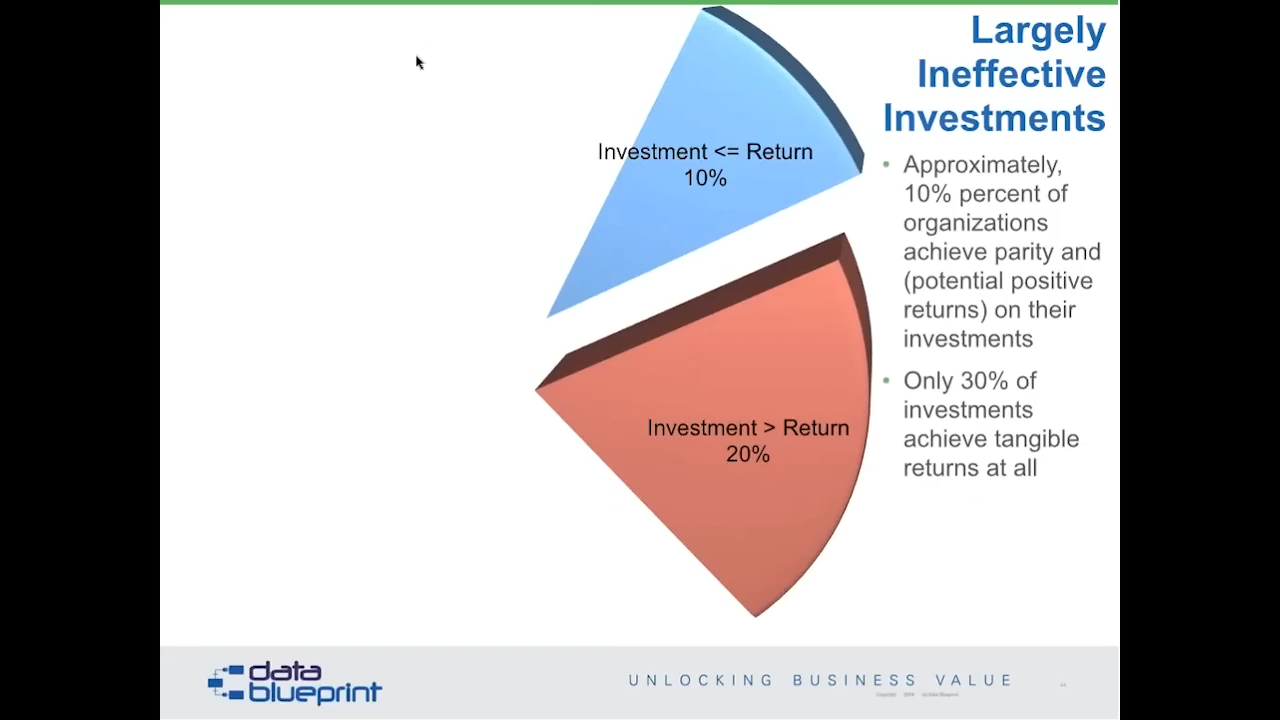 Largely
Ineffective
Investments
Investment <= Return
10%
Investment > Return
20%
• Approximately,
10% percent of
organizations
achieve parity and
(potential positive
returns) on their
investments
• Only 30% of
investments
achieve tangible
returns at all
data
blueprint
UNLOCKING BUSINESS VALUE